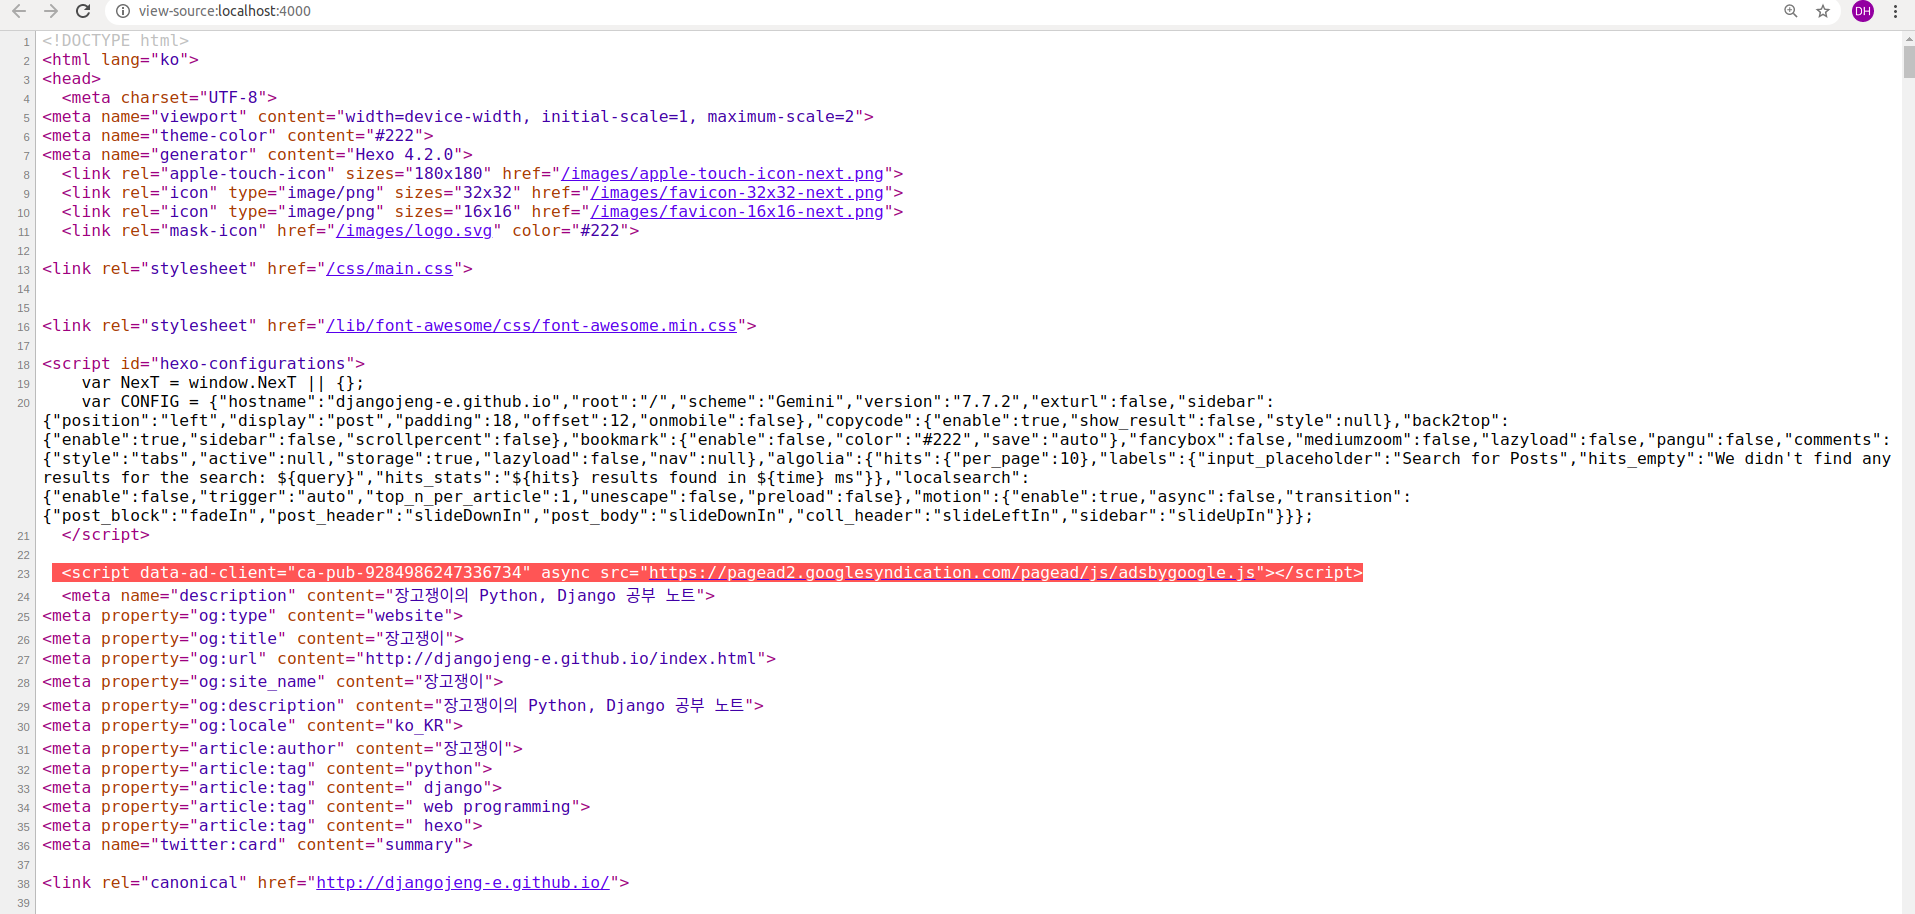 view-source:localhost:4000
DH
1 <!DOCTYPE html>
2 <html lang="ko">
3 <head>
4   <meta charset="UTF-8">
5 <meta name="viewport" content="width=device-width, initial-scale=1, maximum-scale=2">
6 <meta name="theme-color" content="#222">
7 <meta name="generator" content="Hexo 4.2.0">
8   <link rel="apple-touch-icon" sizes="180x180" href="/images/apple-touch-icon-next.png">
9   <link rel="icon" type="image/png" sizes="32x32" href="/images/favicon-32x32-next.png">
10   <link rel="icon" type="image/png" sizes="16x16" href="/images/favicon-16x16-next.png">
11   <link rel="mask-icon" href="/images/logo.svg" color="#222">
12
13 <link rel="stylesheet" href="/css/main.css">
14
15
16 <link rel="stylesheet" href="/lib/font-awesome/css/font-awesome.min.css">
17
18 <script id="hexo-configurations">
19     var NexT = window.NexT || {};
20     var CONFIG = {"hostname":"djangojeng-e.github.io","root":"/","scheme":"Gemini","version":"7.7.2","exturl":false,"sidebar":
{"position":"left","display":"post","padding":18,"offset":12,"onmobile":false},"copycode":{"enable":true,"show_result":false,"style":null},"back2top":
{"enable":true,"sidebar":false,"scrollpercent":false},"bookmark":{"enable":false,"color":"#222","save":"auto"},"fancybox":false,"mediumzoom":false,"lazyload":false,"pangu":false,"comments":
{"style":"tabs","active":null,"storage":true,"lazyload":false,"nav":null},"algolia":{"hits":{"per_page":10},"labels":{"input_placeholder":"Search for Posts","hits_empty":"We didn't find any
results for the search: ${query}","hits_stats":"${hits} results found in ${time} ms"}},"localsearch":
{"enable":false,"trigger":"auto","top_n_per_article":1,"unescape":false,"preload":false},"motion":{"enable":true,"async":false,"transition":
{"post_block":"fadeIn","post_header":"slideDownIn","post_body":"slideDownIn","coll_header":"slideLeftIn","sidebar":"slideUpIn"}}};
21   </script>
22
23   <script data-ad-client="ca-pub-9284986247336734" async src="https://pagead2.googlesyndication.com/pagead/js/adsbygoogle.js"></script>
24   <meta name="description" content="장고쟁이의 Python, Django 공부 노트">
25 <meta property="og:type" content="website">
26 <meta property="og:title" content="장고쟁이">
27 <meta property="og:url" content="http://djangojeng-e.github.io/index.html">
28 <meta property="og:site_name" content="장고쟁이">
29 <meta property="og:description" content="장고쟁이의 Python, Django 공부 노트">
30 <meta property="og:locale" content="ko_KR">
31 <meta property="article:author" content="장고쟁이">
32 <meta property="article:tag" content="python">
33 <meta property="article:tag" content=" django">
34 <meta property="article:tag" content=" web programming">
35 <meta property="article:tag" content=" hexo">
36 <meta name="twitter:card" content="summary">
37
38 <link rel="canonical" href="http://djangojeng-e.github.io/">
39